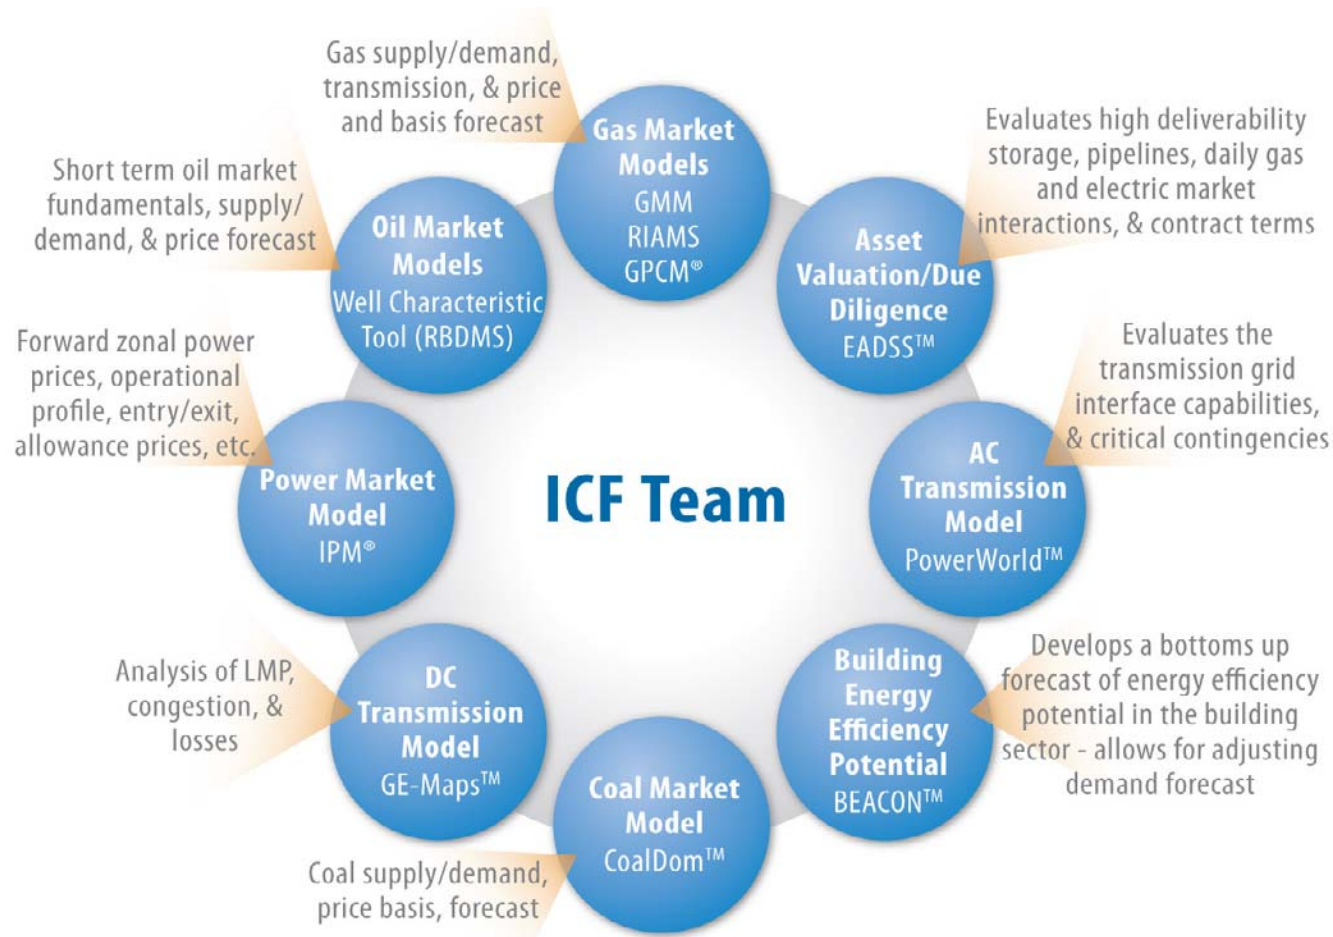 Gas supply/demand,
transmission, & price
and basis forecast
Gas Market
Models
GMM
RIAMS
GPCM®
Evaluates high deliverability
storage, pipelines, daily gas
and electric market
interactions, & contract terms
Asset
Valuation/Due
Diligence
EADSS™
Evaluates the
transmission grid
interface capabilities,
& critical contingencies
AC
Transmission
Model
PowerWorld™
Develops a bottoms up
forecast of energy efficiency
potential in the building
sector - allows for adjusting
demand forecast
Building
Energy
Efficiency
Potential
BEACON™
Coal Market
Model
CoalDom™
Coal supply/demand,
price basis, forecast
DC
Transmission
Model
GE-Maps™
Analysis of LMP,
congestion, &
losses
Power Market
Model
IPM®
Forward zonal power
prices, operational
profile, entry/exit,
allowance prices, etc.
Oil Market
Models
Well Characteristic
Tool (RBDMS)
Short term oil market
fundamentals, supply/
demand, & price forecast
ICF Team